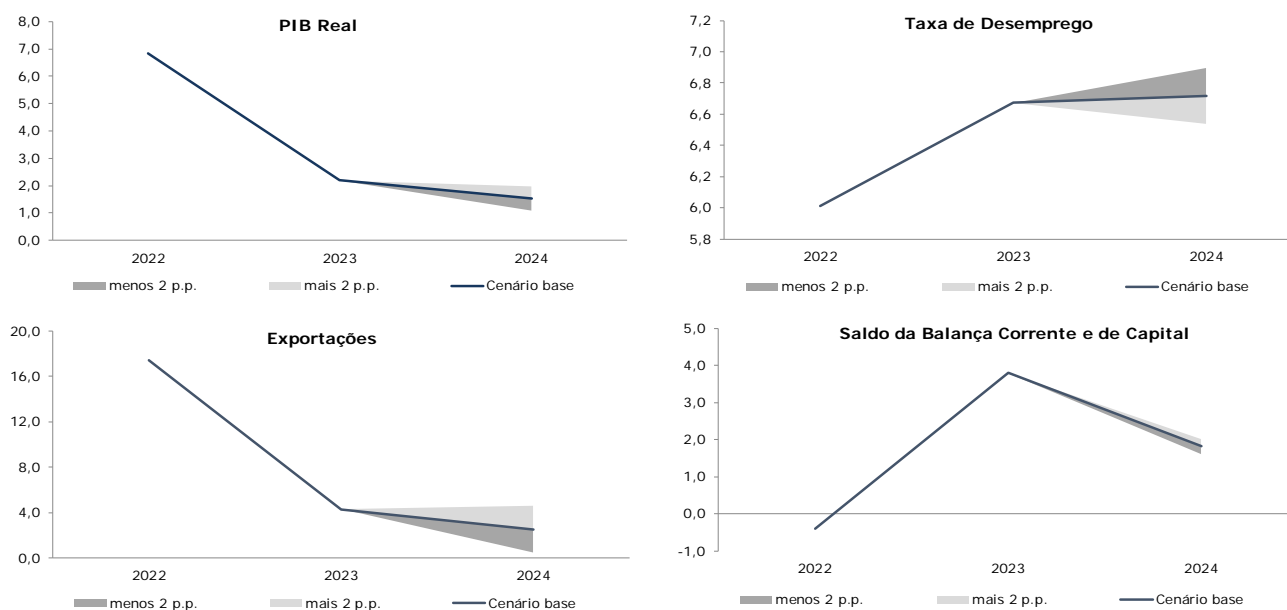 PIB Real
8,0
7,0
6,0
5,0
4,0
3,0
2,0
1,0
0,0
2022 2023 2024
menos 2 p.p. mais 2 p.p. Cenário base
Taxa de Desemprego
7,2
7,0
6,8
6,6
6,4
6,2
6,0
5,8
2022 2023 2024
menos 2 p.p. mais 2 p.p. Cenário base
Exportações
20,0
16,0
12,0
8,0
4,0
0,0
2022 2023 2024
menos 2 p.p. mais 2 p.p. Cenário base
Saldo da Balança Corrente e de Capital
5,0
4,0
3,0
2,0
1,0
0,0
-1,0
2022 2023 2024
menos 2 p.p. mais 2 p.p. Cenário base